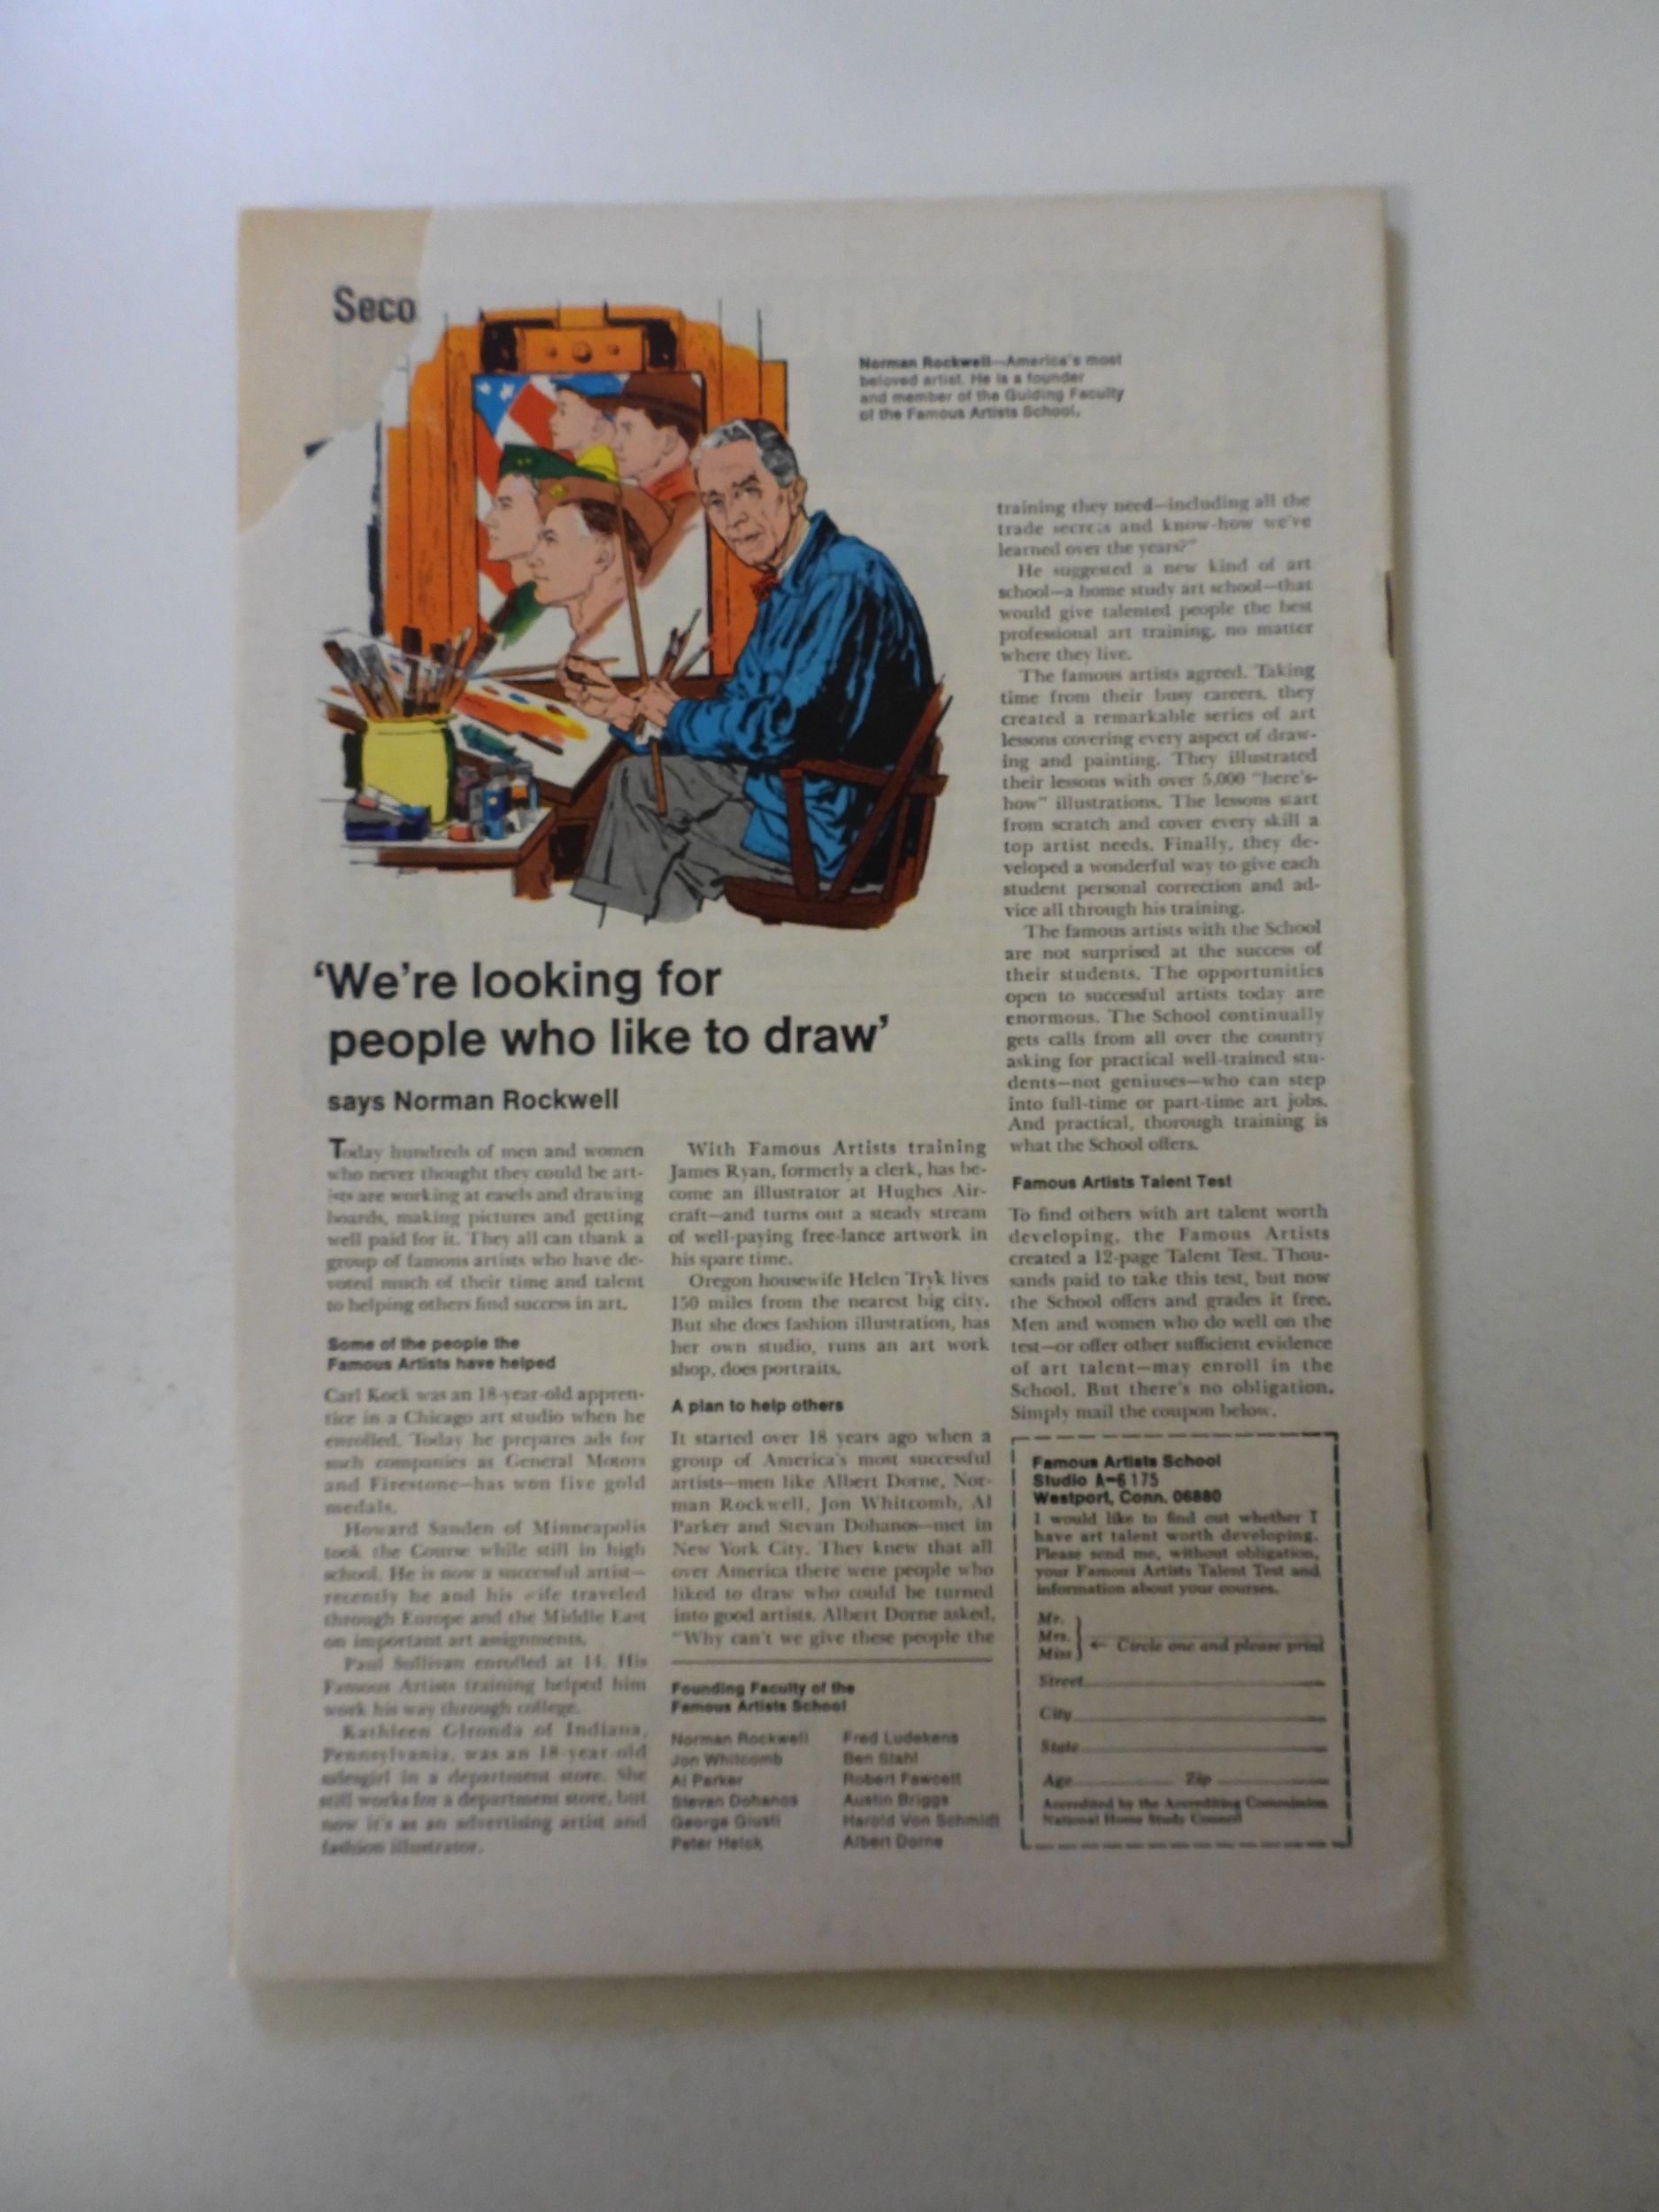 Seco
Norman Rockwell—America's most
beloved artist. He is a founder
and member of the Guiding Faculty
of the Famous Artists School.
'We're looking for
people who like to draw'
says Norman Rockwell
Today hundreds of men and women
who never thought they could be art-
ists are working at easels and drawing
boards, making pictures and getting
well paid for it. They all can thank a
group of famous artists who have de-
voted much of their time and talent
to helping others find success in art.
Some of the people the
Famous Artists have helped
Carl Kock was an 18-year-old appren-
tice in a Chicago art studio when he
enrolled. Today he prepares ads for
such companies as General Motors
and Firestone—has won five gold
medals.
Howard Sanden of Minneapolis
took the Course while still in high
school. He is now a successful artist—
recently he and his wife traveled
through Europe and the Middle East
on important art assignments.
Paul Sullivan enrolled at 14. His
Famous Artists training helped him
work his way through college.
Kathleen Gironda of Indiana,
Pennsylvania, was an 18-year-old
salesgirl in a department store. She
still works for a department store, but
now it's as an advertising artist and
fashion illustrator.
With Famous Artists training
James Ryan, formerly a clerk, has be-
come an illustrator at Hughes Air-
craft—and turns out a steady stream
of well-paying free-lance artwork in
his spare time.
Oregon housewife Helen Tryk lives
150 miles from the nearest big city.
But she does fashion illustration, has
her own studio, runs an art work
shop, does portraits.
A plan to help others
It started over 18 years ago when a
group of America's most successful
artists—men like Albert Dorne, Nor-
man Rockwell, Jon Whitcomb, Al
Parker and Stevan Dohanos—met in
New York City. They knew that all
over America there were people who
liked to draw who could be turned
into good artists. Albert Dorne asked,
"Why can't we give these people the
Founding Faculty of the
Famous Artists School
Norman Rockwell Fred Ludekens
Jon Whitcomb Ben Stahl
Al Parker Robert Fawcett
Stevan Dohanos Austin Briggs
George Giusti Harold Von Schmidt
Peter Helck Albert Dorne
training they need—including all the
trade secrets and know-how we've
learned over the years?"
He suggested a new kind of art
school—a home study art school—that
would give talented people the best
professional art training, no matter
where they live.
The famous artists agreed. Taking
time from their busy careers, they
created a remarkable series of art
lessons covering every aspect of draw-
ing and painting. They illustrated
their lessons with over 5,000 "here's-
how" illustrations. The lessons start
from scratch and cover every skill a
top artist needs. Finally, they de-
veloped a wonderful way to give each
student personal correction and ad-
vice all through his training.
The famous artists with the School
are not surprised at the success of
their students. The opportunities
open to successful artists today are
enormous. The School continually
gets calls from all over the country
asking for practical well-trained stu-
dents—not geniuses—who can step
into full-time or part-time art jobs.
And practical, thorough training is
what the School offers.
Famous Artists Talent Test
To find others with art talent worth
developing, the Famous Artists
created a 12-page Talent Test. Thou-
sands paid to take this test, but now
the School offers and grades it free.
Men and women who do well on the
test—or offer other sufficient evidence
of art talent—may enroll in the
School. But there's no obligation.
Simply mail the coupon below.
Famous Artists School
Studio A-6175
Westport, Conn. 06880
I would like to find out whether I
have art talent worth developing.
Please send me, without obligation,
your Famous Artists Talent Test and
information about your courses.
Mr.
Mrs.
Miss
← Circle one and please print
Street
City
State
Age Zip
Accredited by the Accrediting Commission
National Home Study Council